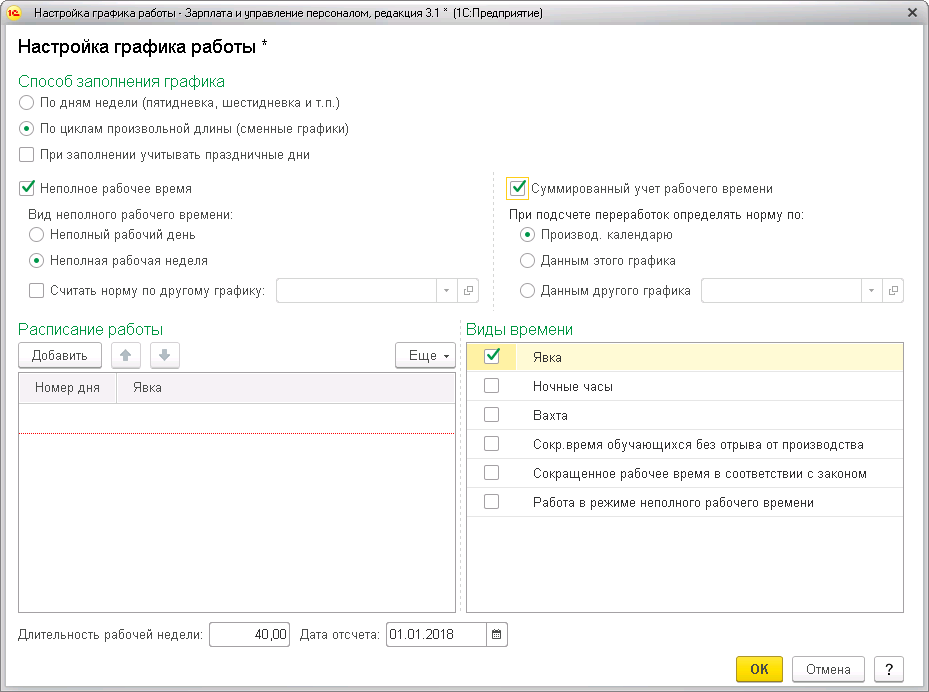 Настройка графика работы - Зарплата и управление персоналом, редакция 3.1 * (1С:Предприятие)
Настройка графика работы *
Способ заполнения графика
По дням недели (пятидневка, шестидневка и т.п.)
По циклам произвольной длины (сменные графики)
При заполнении учитывать праздничные дни
Неполное рабочее время
Вид неполного рабочего времени:
Неполный рабочий день
Неполная рабочая неделя
Считать норму по другому графику:
Суммированный учет рабочего времени
При подсчете переработок определять норму по:
Производ. календарю
Данным этого графика
Данным другого графика
Расписание работы
Добавить Еще
Номер дня Явка
Виды времени
Явка
Ночные часы
Вахта
Сокр.время обучающихся без отрыва от производства
Сокращенное рабочее время в соответствии с законом
Работа в режиме неполного рабочего времени
Длительность рабочей недели: 40,00 Дата отсчета: 01.01.2018
ОК Отмена ?